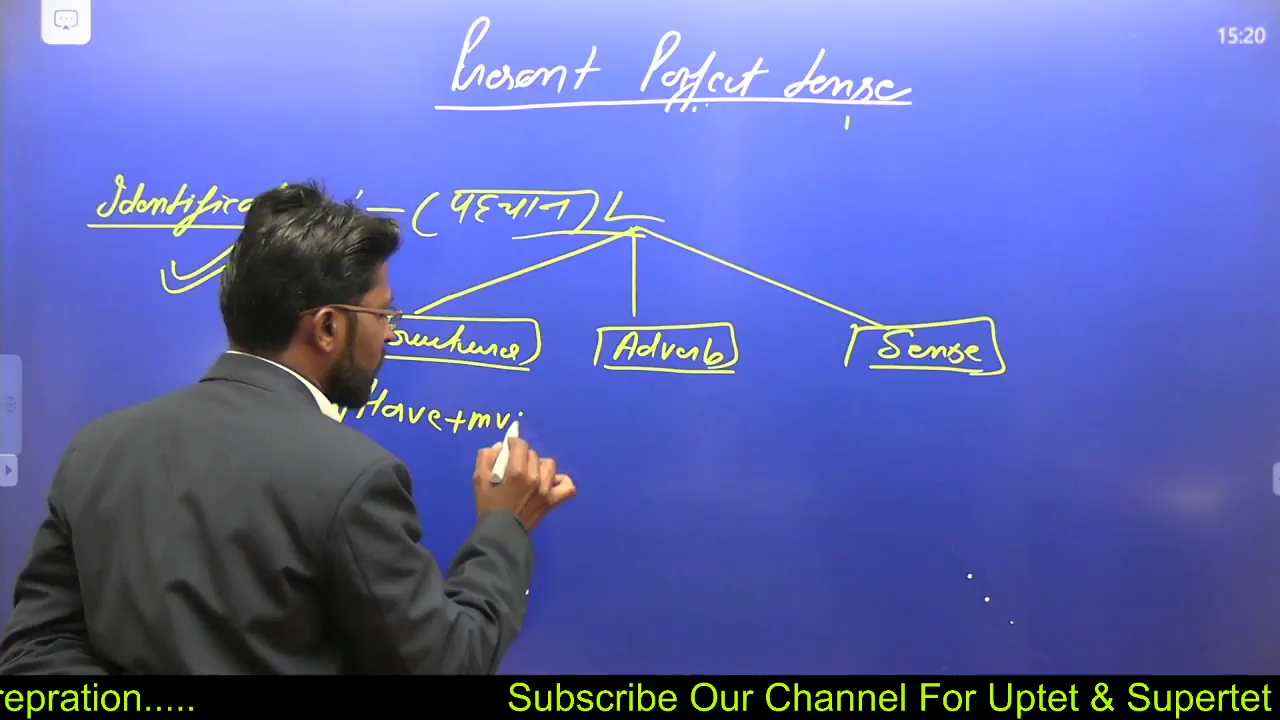 15:20
Present Perfect tense
Identifica — (पहचान)
Structure Adverb Sense
Have+mv
repration..... Subscribe Our Channel For Uptet & Supertet